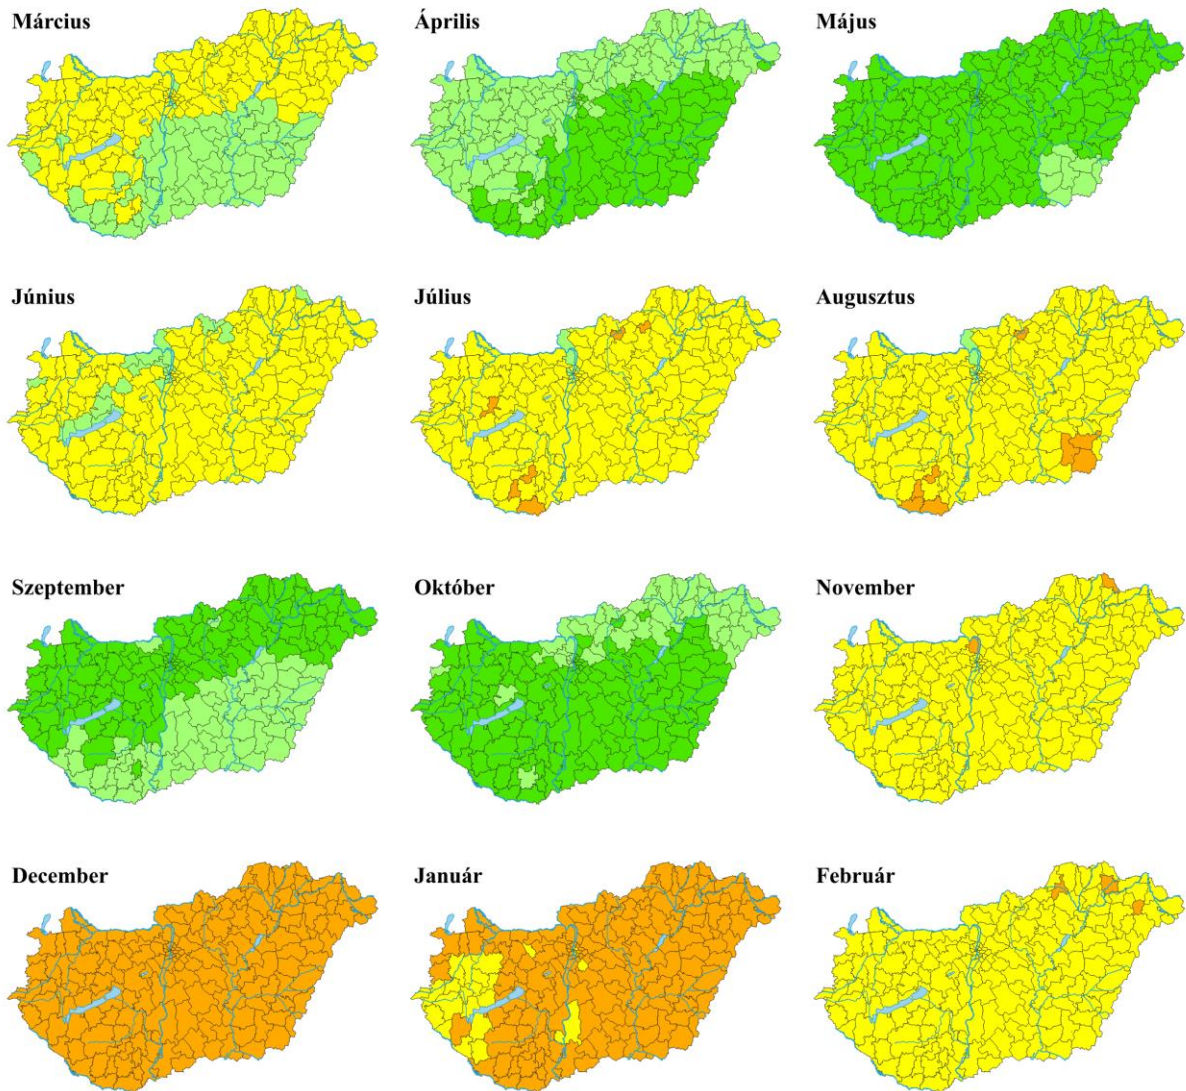 Március
Április
Május
Június
Július
Augusztus
Szeptember
Október
November
December
Január
Február